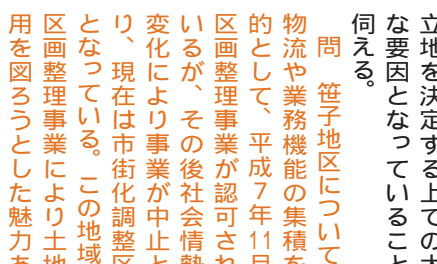 立地を決定する上での大
な要因となっていること
伺える。
問　笹子地区について
物流や業務機能の集積を
的として、平成7年11月
区画整理事業が認可され
いるが、その後社会情勢
変化により事業が中止と
り、現在は市街化調整区
となっている。この地域
区画整理事業により土地
用を図ろうとした魅力あ